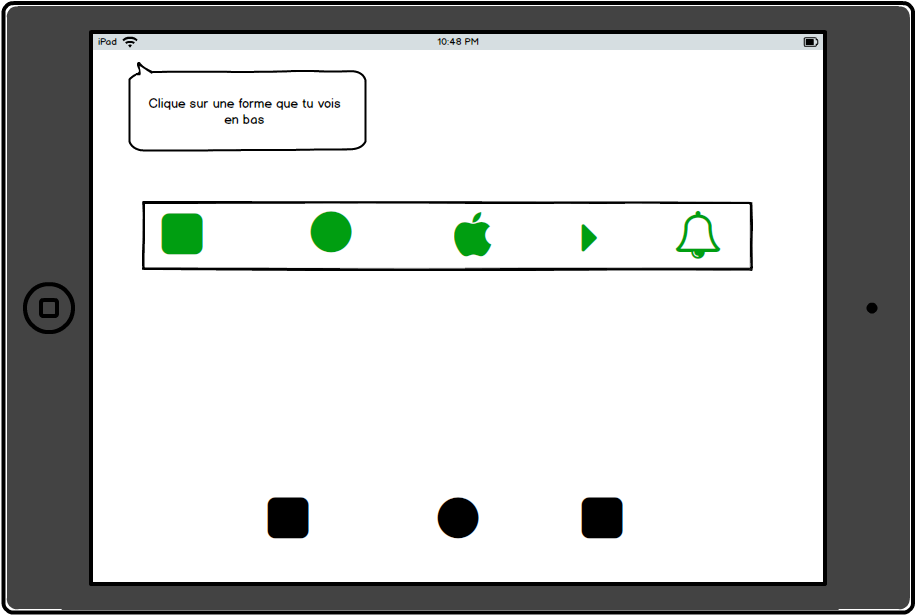 iPad
10:48 PM
Clique sur une forme que tu vois
en bas